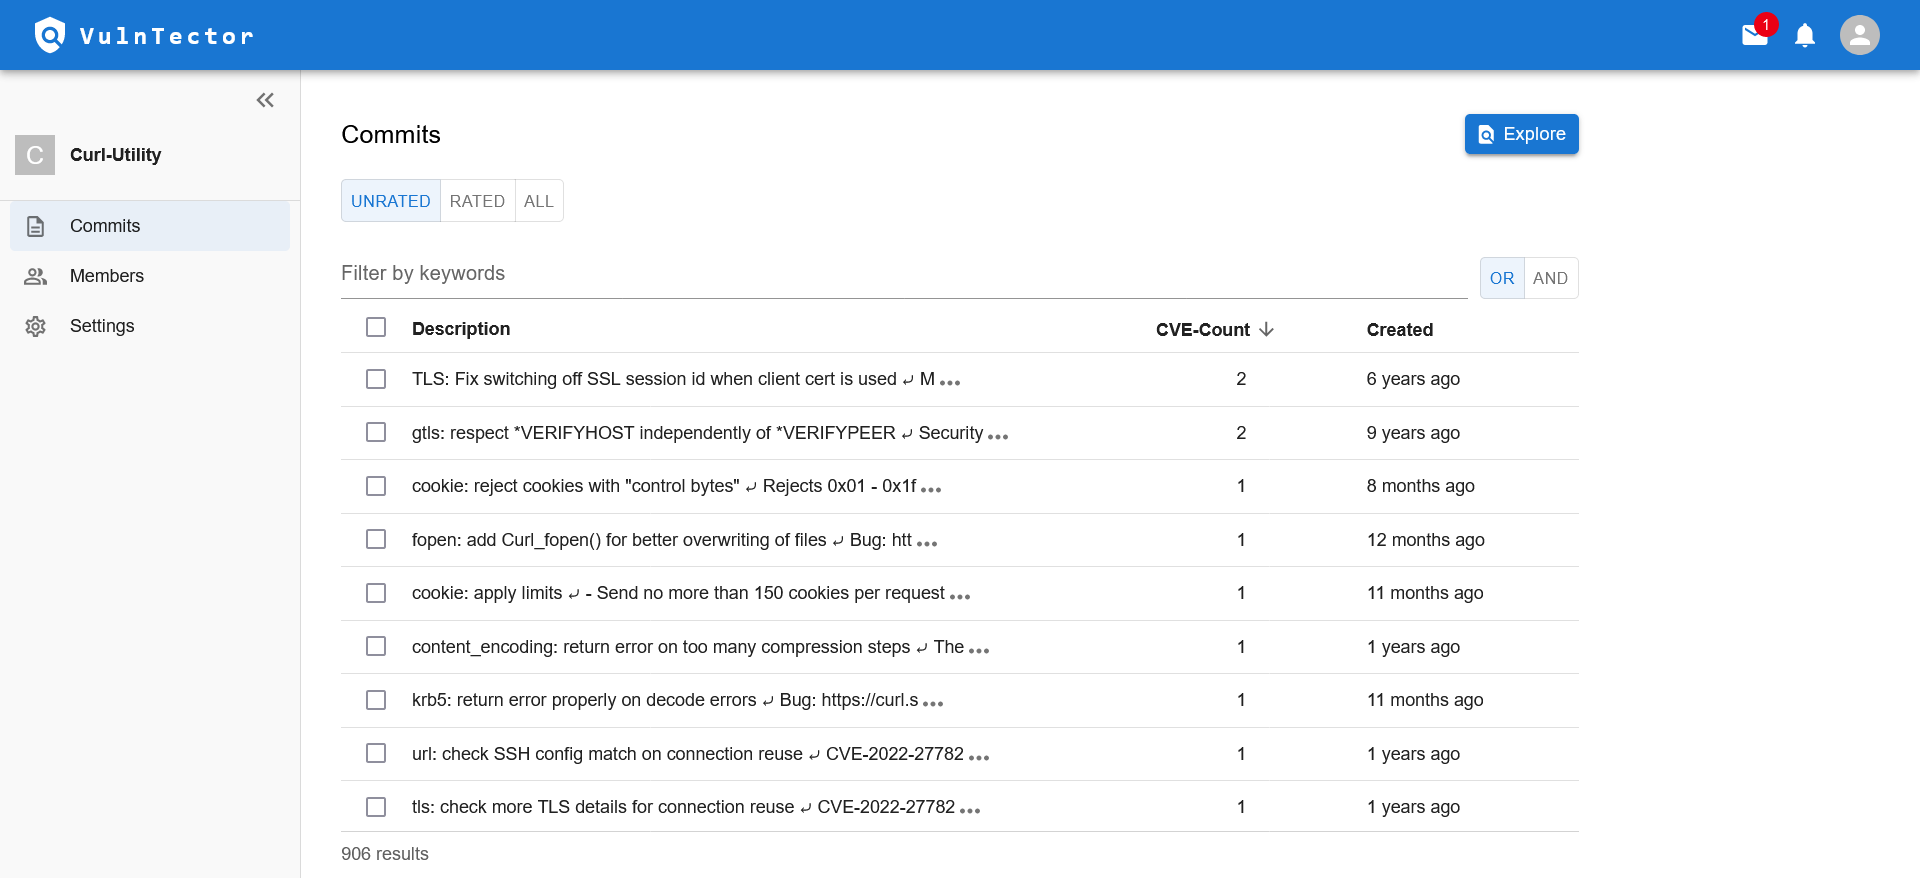 VulnTector
1
C
Curl-Utility
Commits
Members
Settings
Commits
Explore
UNRATED RATED ALL
Filter by keywords
OR AND
Description CVE-Count Created
TLS: Fix switching off SSL session id when client cert is used ⤶ M ••• 2 6 years ago
gtls: respect *VERIFYHOST independently of *VERIFYPEER ⤶ Security ••• 2 9 years ago
cookie: reject cookies with "control bytes" ⤶ Rejects 0x01 - 0x1f ••• 1 8 months ago
fopen: add Curl_fopen() for better overwriting of files ⤶ Bug: htt ••• 1 12 months ago
cookie: apply limits ⤶ - Send no more than 150 cookies per request ••• 1 11 months ago
content_encoding: return error on too many compression steps ⤶ The ••• 1 1 years ago
krb5: return error properly on decode errors ⤶ Bug: https://curl.s ••• 1 11 months ago
url: check SSH config match on connection reuse ⤶ CVE-2022-27782 ••• 1 1 years ago
tls: check more TLS details for connection reuse ⤶ CVE-2022-27782 ••• 1 1 years ago
906 results